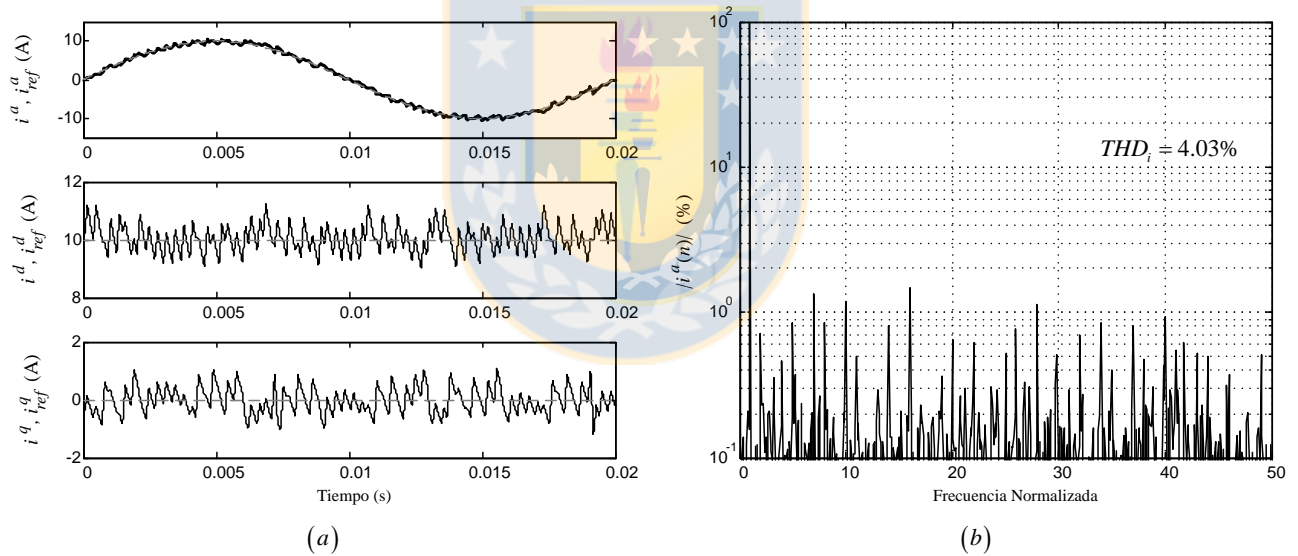 i^a, i^a_ref (A)
10
0
-10
0 0.005 0.01 0.015 0.02
i^d, i^d_ref (A)
12
10
8
0 0.005 0.01 0.015 0.02
i^q, i^q_ref (A)
2
0
-2
0 0.005 0.01 0.015 0.02
Tiempo (s)
(a)
|i^a(n)| (%)
10^2
10^1
10^0
10^-1
THD_i = 4.03%
0 10 20 30 40 50
Frecuencia Normalizada
(b)